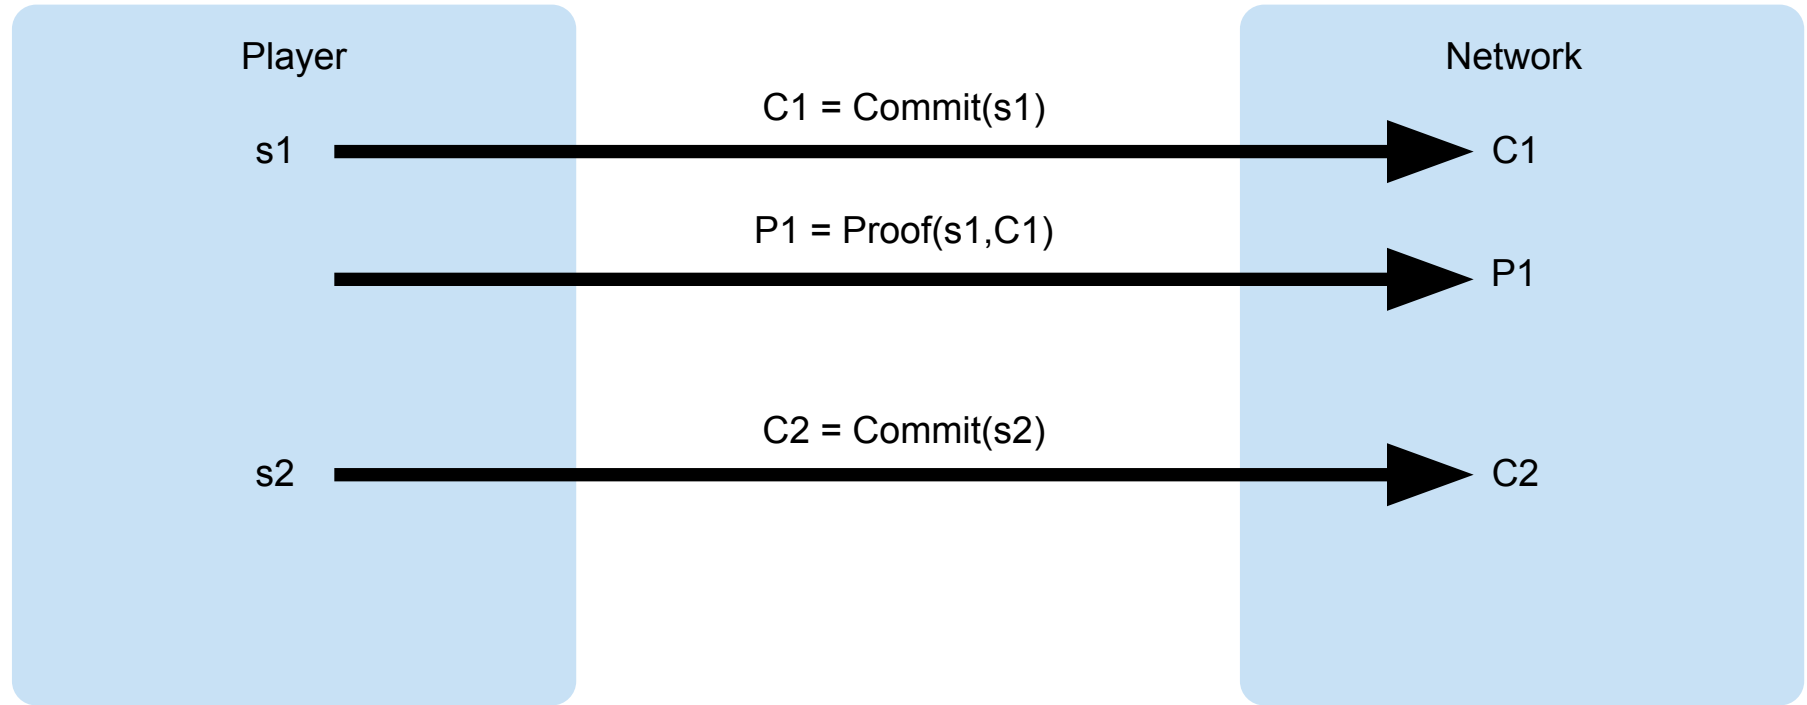 Player
Network
C1 = Commit(s1)
s1
C1
P1 = Proof(s1,C1)
P1
C2 = Commit(s2)
s2
C2